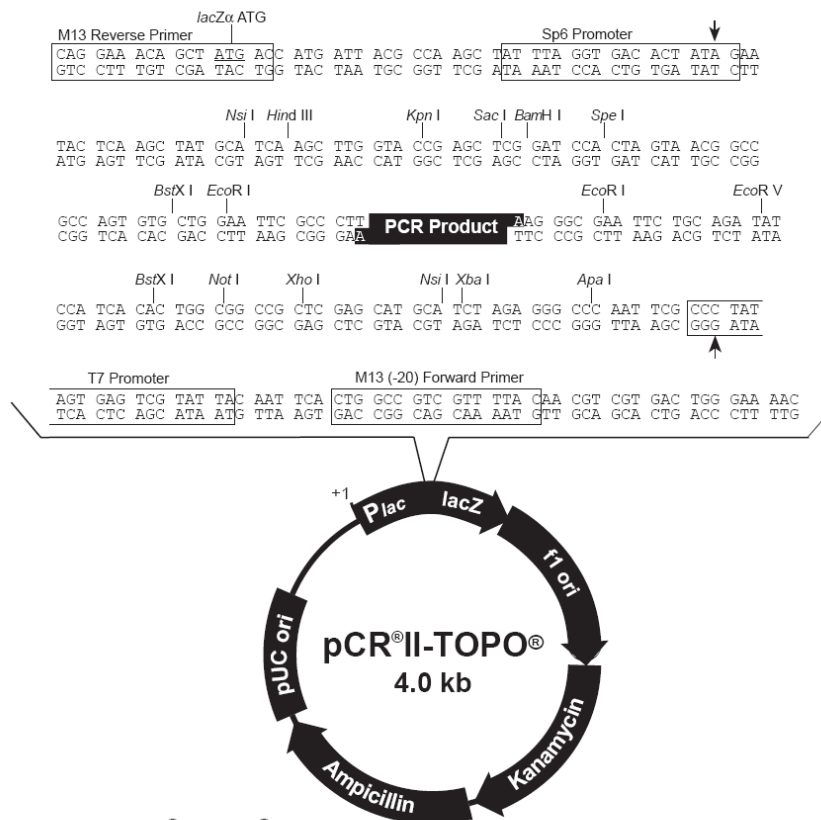 lacZα ATG
M13 Reverse Primer Sp6 Promoter
CAG GAA ACA GCT ATG ACC ATG ATT ACG CCA AGC TAT TTA GGT GAC ACT ATA GAA
GTC CTT TGT CGA TAC TGG TAC TAA TGC GGT TCG ATA AAT CCA CTG TGA TAT CTT
Nsi I Hind III Kpn I Sac I BamH I Spe I
TAC TCA AGC TAT GCA TCA AGC TTG GTA CCG AGC TCG GAT CCA CTA GTA ACG GCC
ATG AGT TCG ATA CGT AGT TCG AAC CAT GGC TCG AGC CTA GGT GAT CAT TGC CGG
BstX I EcoR I EcoR I EcoR V
GCC AGT GTG CTG GAA TTC GCC CTT PCR Product AAG GGC GAA TTC TGC AGA TAT
CGG TCA CAC GAC CTT AAG CGG GAA TTC CCG CTT AAG ACG TCT ATA
BstX I Not I Xho I Nsi I Xba I Apa I
CCA TCA CAC TGG CGG CCG CTC GAG CAT GCA TCT AGA GGG CCC AAT TCG CCC TAT
GGT AGT GTG ACC GCC GGC GAG CTC GTA CGT AGA TCT CCC GGG TTA AGC GGG ATA
T7 Promoter M13 (-20) Forward Primer
AGT GAG TCG TAT TAC AAT TCA CTG GCC GTC GTT TTA CAA CGT CGT GAC TGG GAA AAC
TCA CTC AGC ATA ATG TTA AGT GAC CGG CAG CAA AAT GTT GCA GCA CTG ACC CTT TTG
+1 Plac lacZ
f1 ori
pUC ori
pCR®II-TOPO®
4.0 kb
Kanamycin
Ampicillin